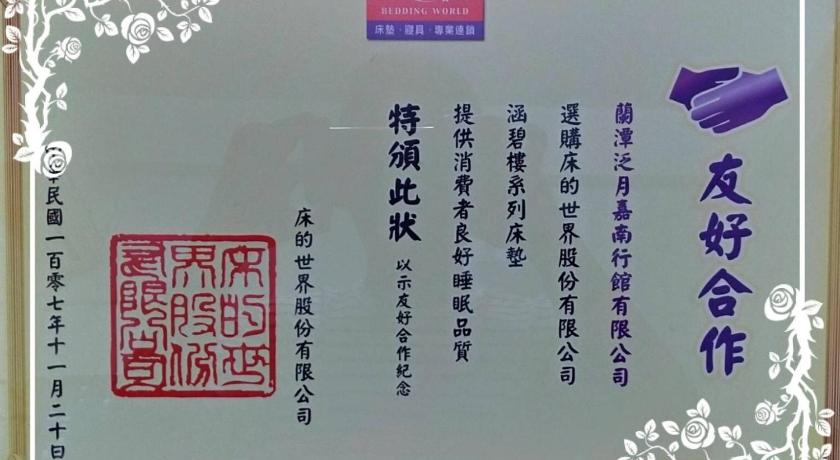 BEDDING WORLD
床墊．寢具．專業連鎖
友好合作
蘭潭泛月嘉南行館有限公司
選購床的世界股份有限公司
涵碧樓系列床墊
提供消費者良好睡眠品質
特頒此狀
以示友好合作紀念
床的世界股份有限公司
床的世界股份有限公司
民國一百零七年十一月二十日